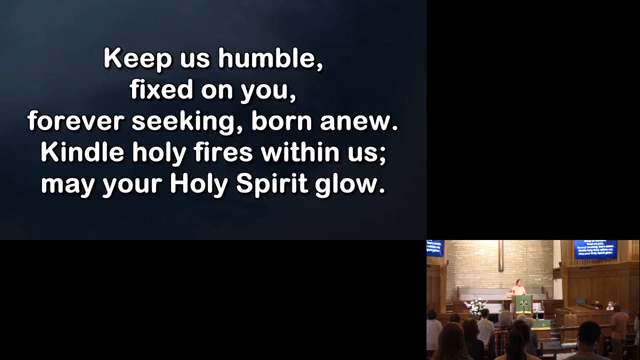 Keep us humble,
fixed on you,
forever seeking, born anew.
Kindle holy fires within us;
may your Holy Spirit glow.